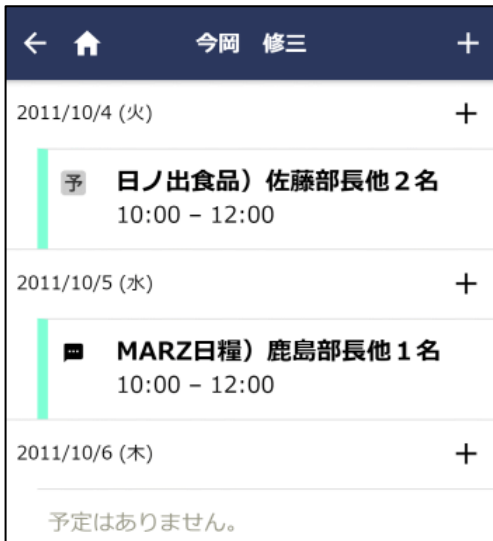 今岡　修三
2011/10/4 (火)
予 日ノ出食品）佐藤部長他２名
10:00 – 12:00
2011/10/5 (水)
MARZ日糧）鹿島部長他１名
10:00 – 12:00
2011/10/6 (木)
予定はありません。